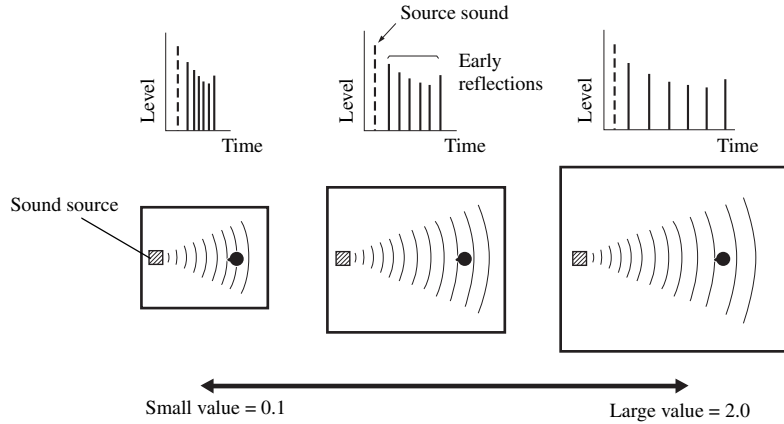 Source sound
Level
Time
Level
Early
reflections
Time
Level
Time
Sound source
Small value = 0.1
Large value = 2.0